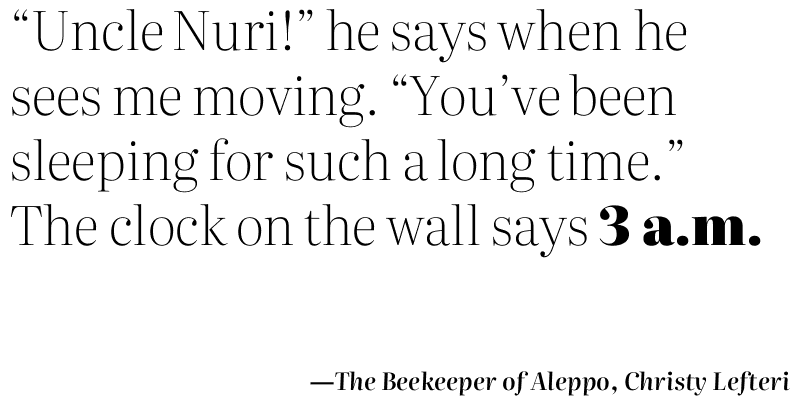 “Uncle Nuri!” he says when he
sees me moving. “You’ve been
sleeping for such a long time.”
The clock on the wall says 3 a.m.
—The Beekeeper of Aleppo, Christy Lefteri